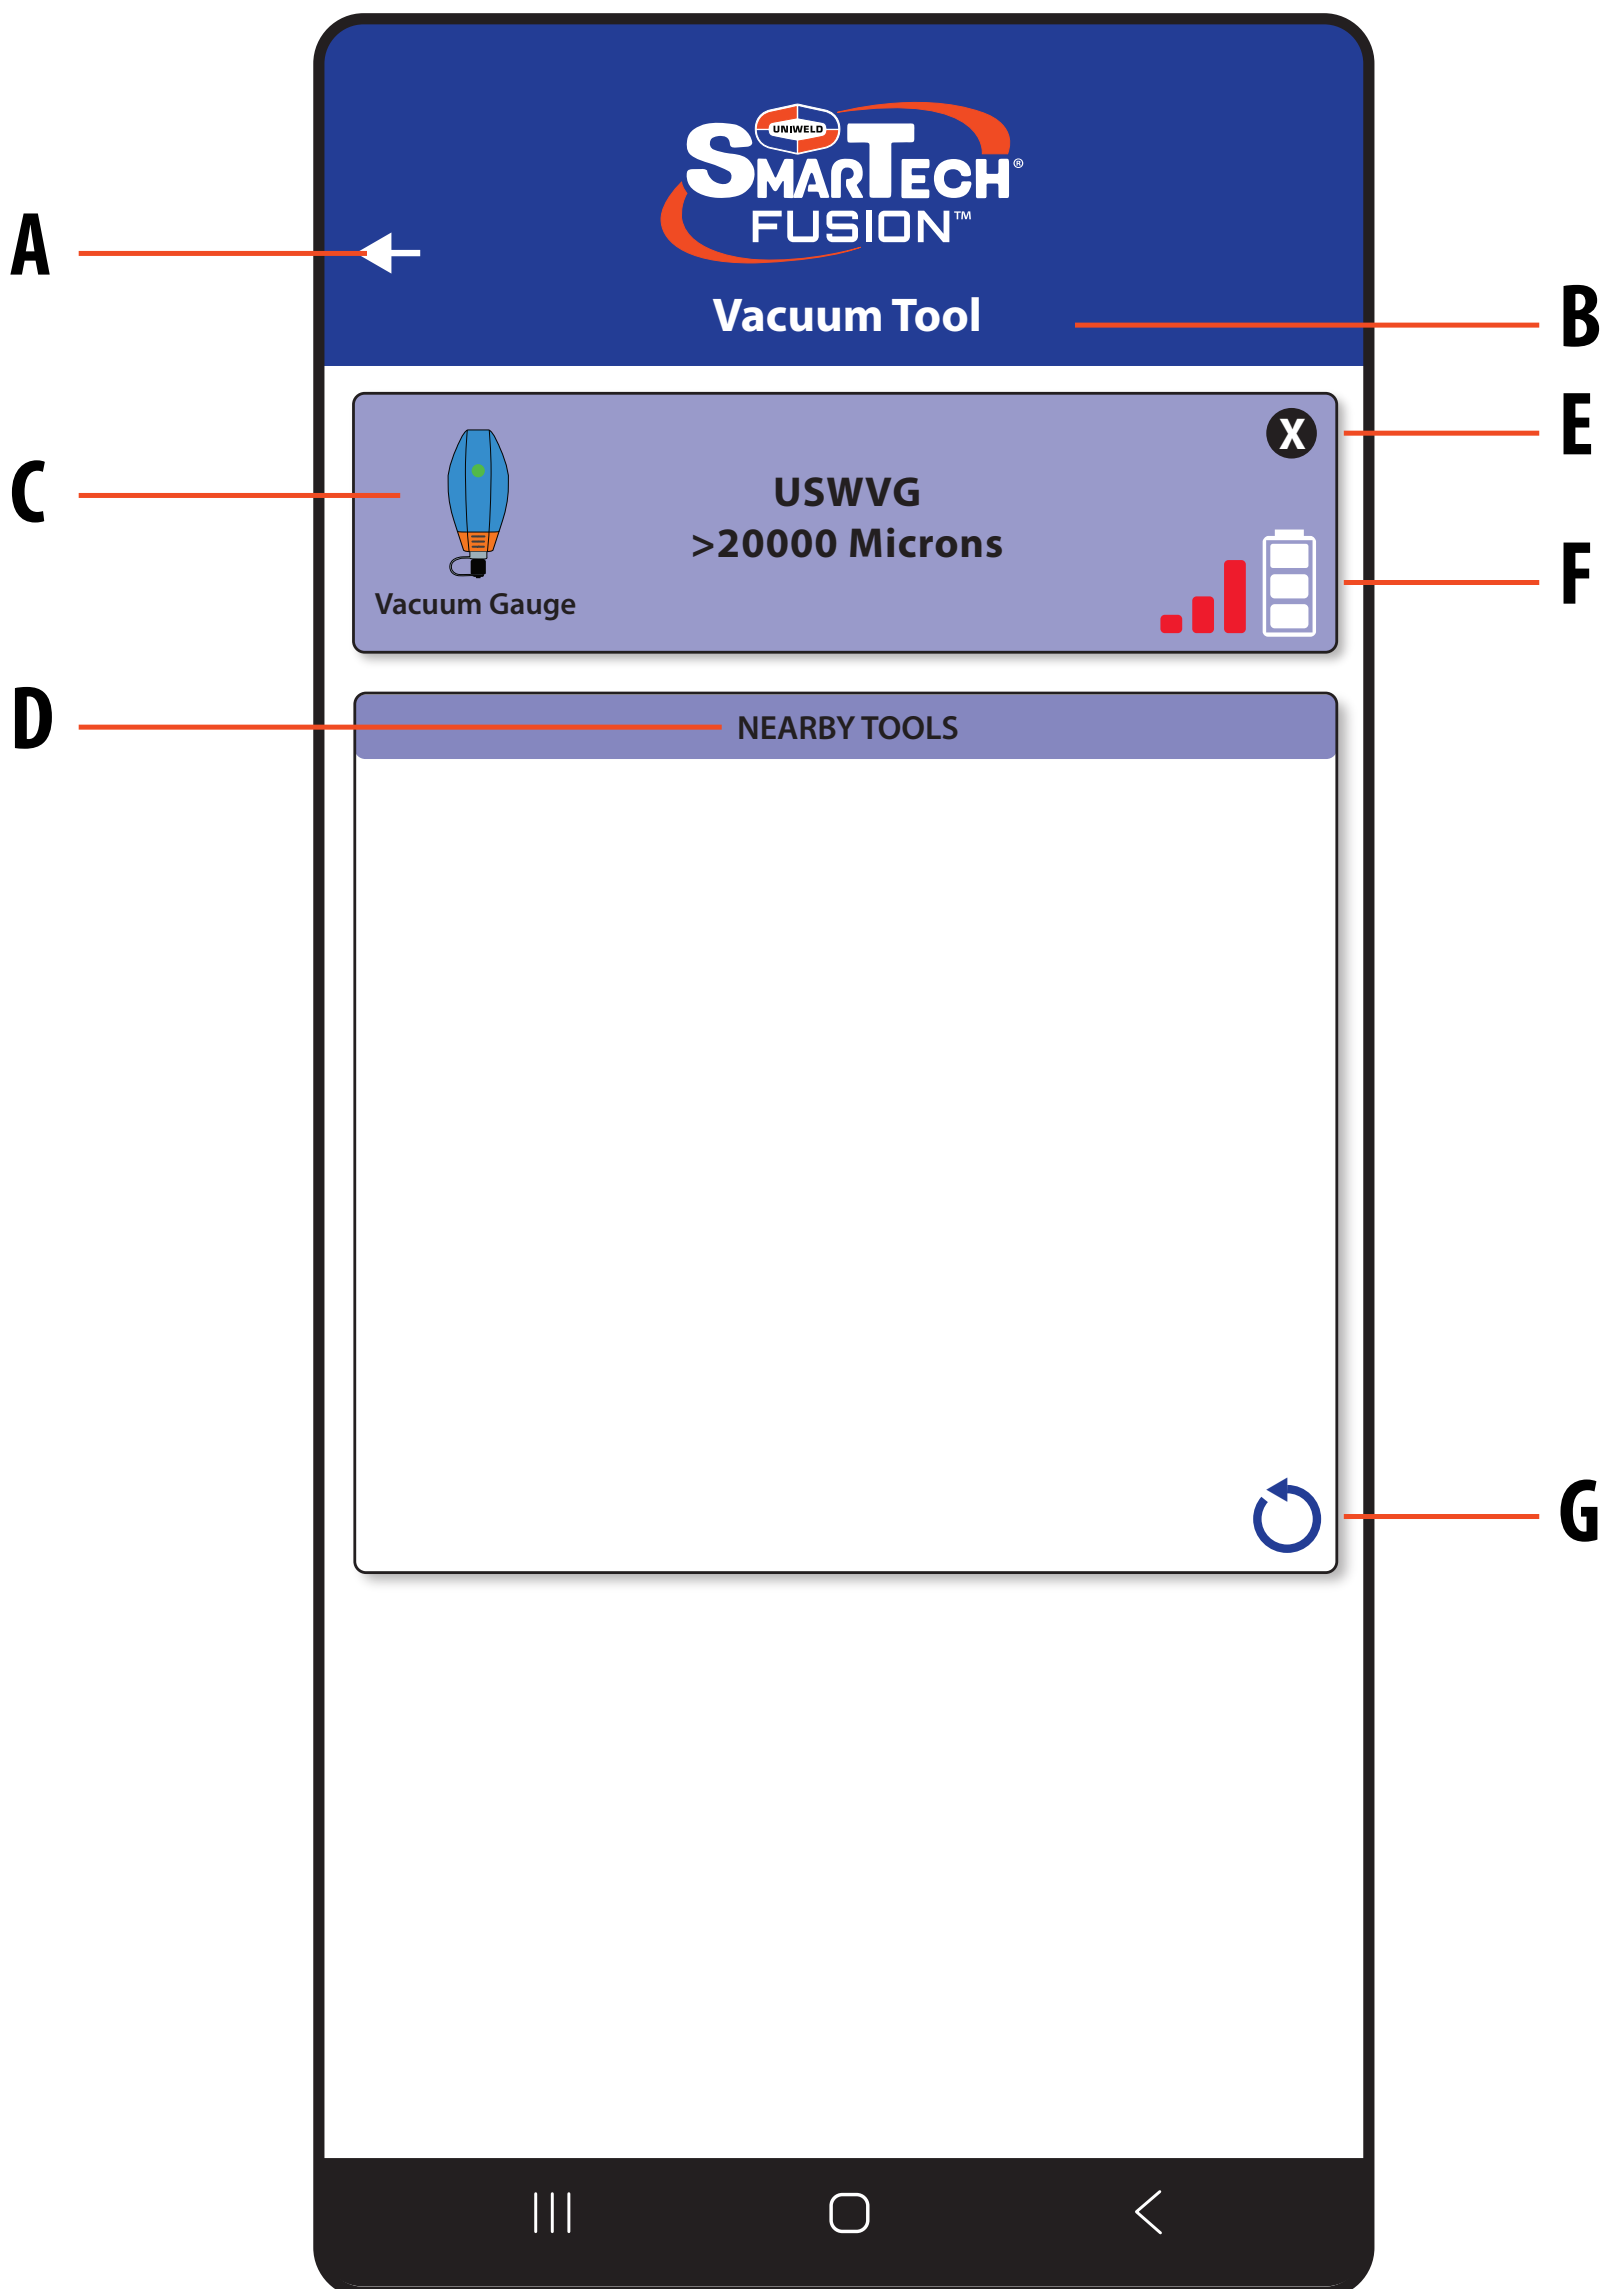 UNIWELD
SMARTECH®
FUSION™
A
Vacuum Tool
B
E
X
C
USWVG
>20000 Microns
F
Vacuum Gauge
D
NEARBY TOOLS
G